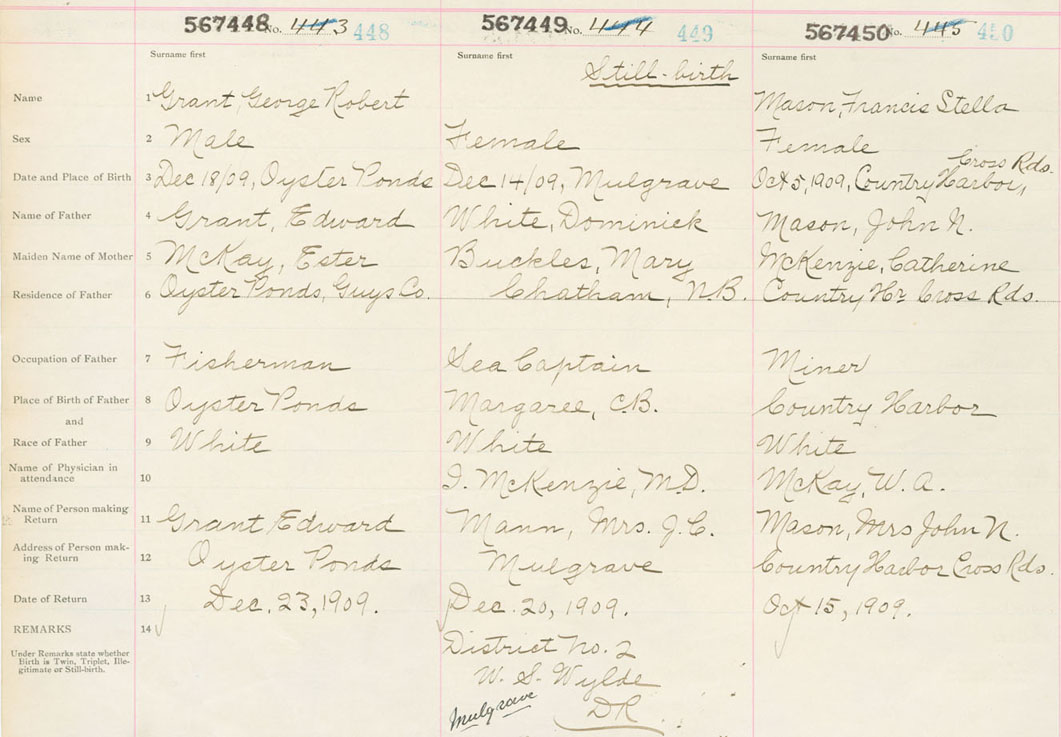 567448 No. 443 448
567449 No. 444 449
567450 No. 445 450
Surname first
Surname first
Surname first
Still-birth
Name 1 Grant, George Robert
Mason, Francis Stella
Sex 2 Male Female Female
Cross Rds.
Date and Place of Birth 3 Dec 18/09, Oyster Ponds Dec 14/09, Mulgrave Oct 5, 1909, Country Harbor,
Name of Father 4 Grant, Edward White, Dominick Mason, John N.
Maiden Name of Mother 5 McKay, Ester Buckles, Mary McKenzie, Catherine
Residence of Father 6 Oyster Ponds, Guys Co. Chatham, N.B. Country Hr Cross Rds.
Occupation of Father 7 Fisherman Sea Captain Miner
Place of Birth of Father 8 Oyster Ponds Margaree, C.B. Country Harbor
and
Race of Father 9 White White White
Name of Physician in
attendance 10 J. McKenzie, M.D. McKay, W. A.
Name of Person making
Return 11 Grant, Edward Mann, Mrs. J.C. Mason, Mrs John N.
Address of Person mak-
ing Return 12 Oyster Ponds Mulgrave Country Harbor Cross Rds.
Date of Return 13 Dec. 23, 1909. Dec. 20, 1909. Oct 15, 1909.
REMARKS 14
Under Remarks state whether
Birth is Twin, Triplet, Ille-
gitimate or Still-birth.
District No. 2
W. S. Wylde
Mulgrave DR